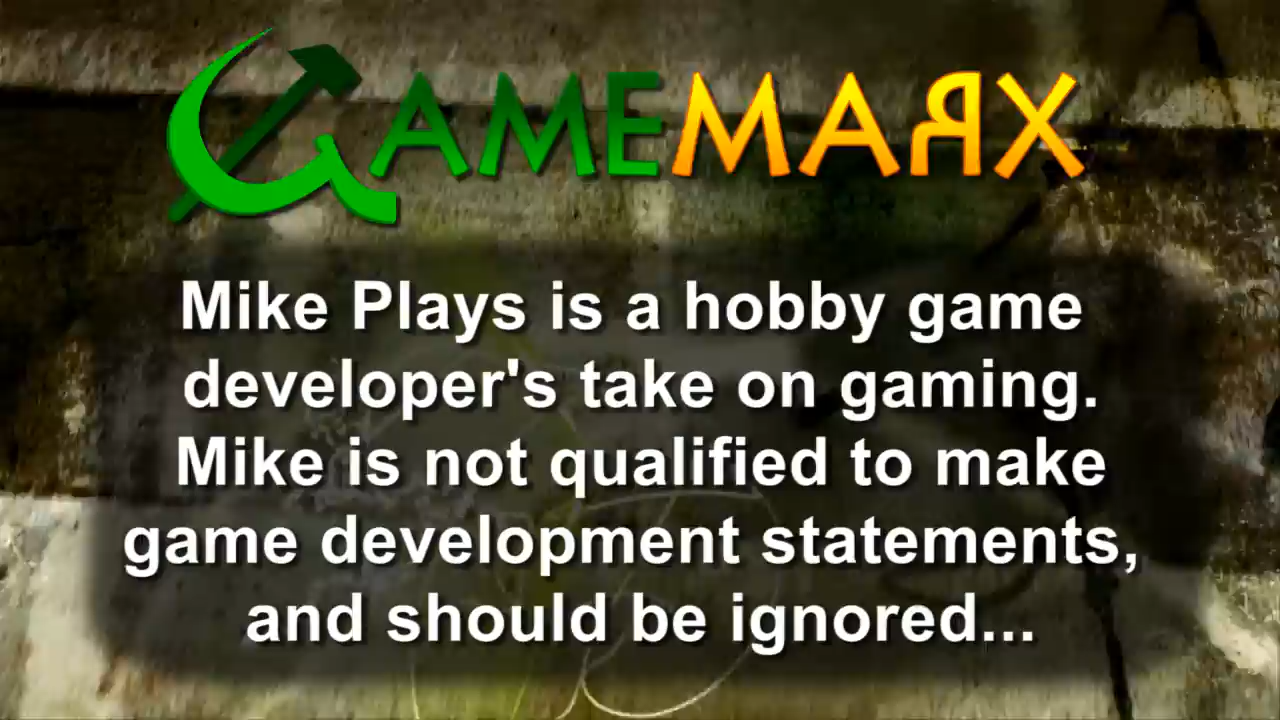 GAMEMARX
Mike Plays is a hobby game
developer's take on gaming.
Mike is not qualified to make
game development statements,
and should be ignored...